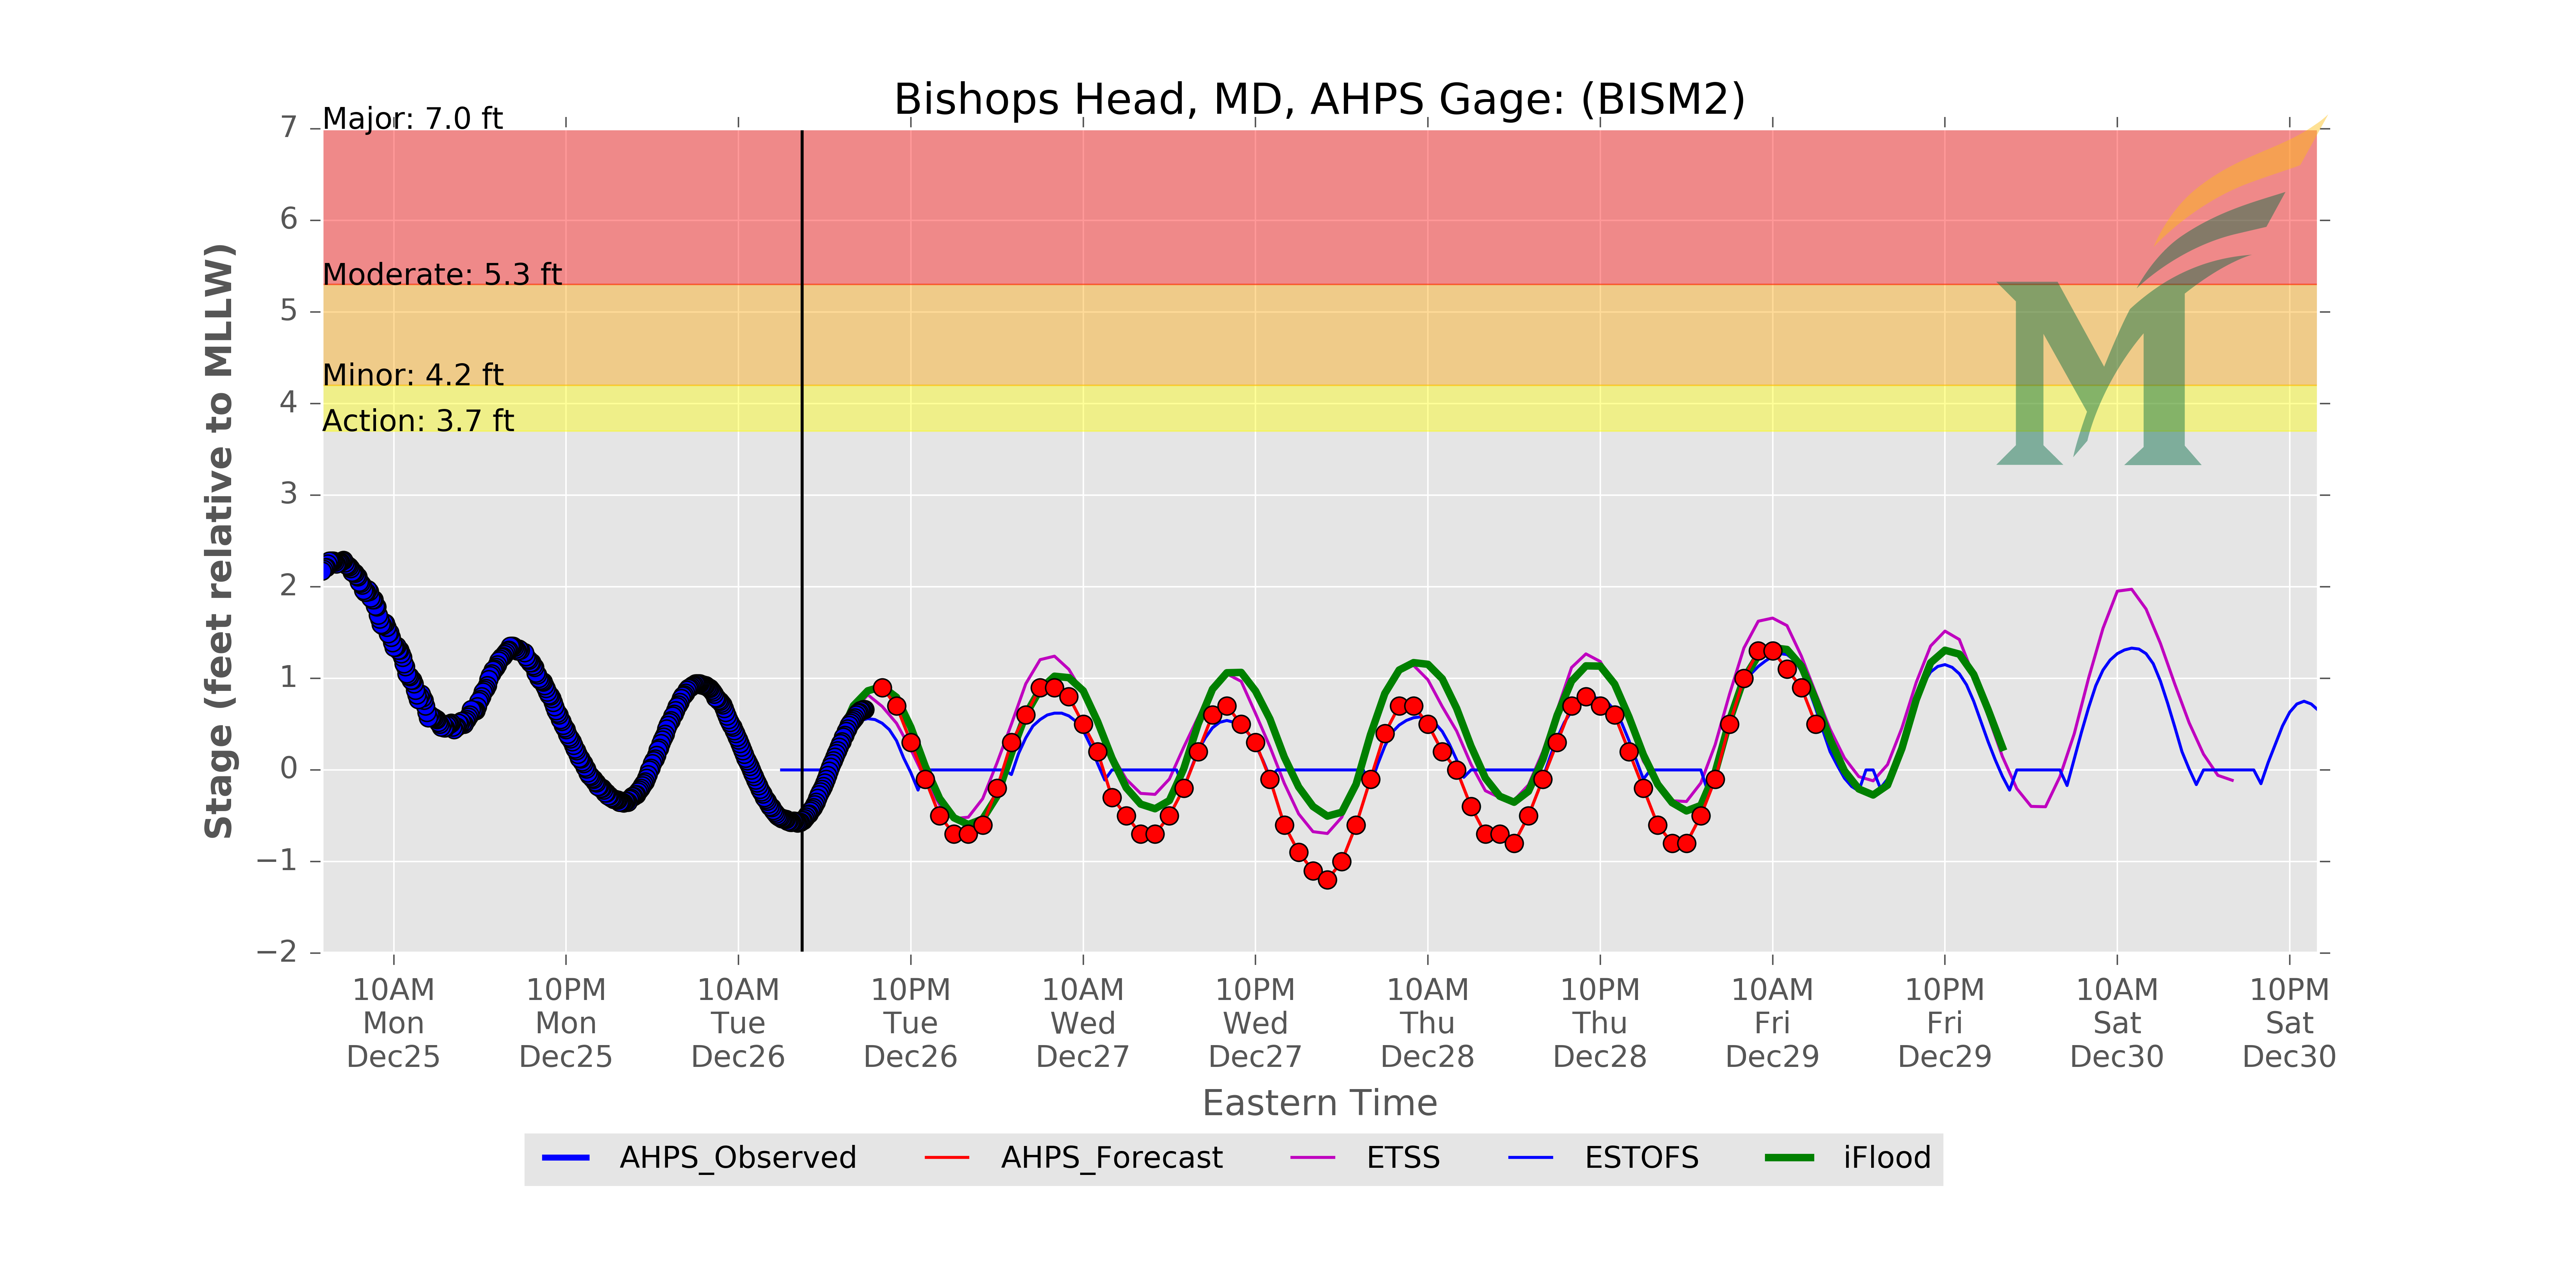 Bishops Head, MD, AHPS Gage: (BISM2)
Major: 7.0 ft
Moderate: 5.3 ft
Minor: 4.2 ft
Action: 3.7 ft
Stage (feet relative to MLLW)
7
6
5
4
3
2
1
0
−1
−2
10AM Mon Dec25
10PM Mon Dec25
10AM Tue Dec26
10PM Tue Dec26
10AM Wed Dec27
10PM Wed Dec27
10AM Thu Dec28
10PM Thu Dec28
10AM Fri Dec29
10PM Fri Dec29
10AM Sat Dec30
10PM Sat Dec30
Eastern Time
AHPS_Observed AHPS_Forecast ETSS ESTOFS iFlood
M